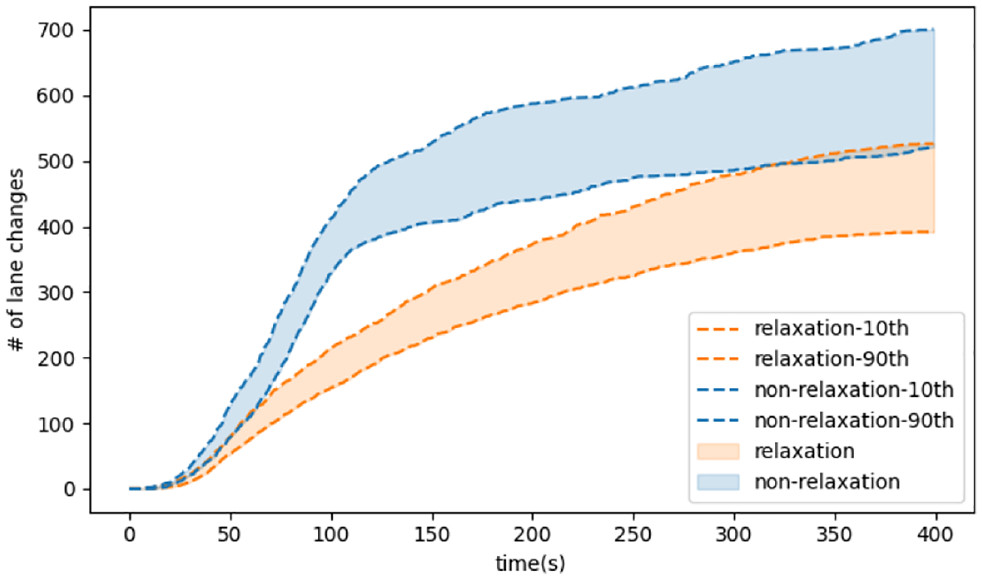 700
600
500
400
300
200
100
0
# of lane changes
relaxation-10th
relaxation-90th
non-relaxation-10th
non-relaxation-90th
relaxation
non-relaxation
0 50 100 150 200 250 300 350 400
time(s)